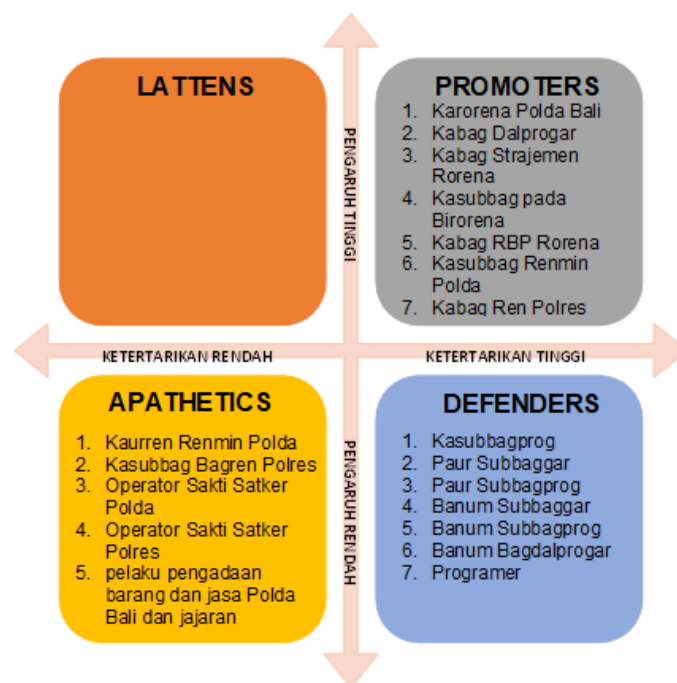 LATTENS
PROMOTERS
1. Karorena Polda Bali
2. Kabag Dalprogar
3. Kabag Strajemen
Rorena
4. Kasubbag pada
Birorena
5. Kabag RBP Rorena
6. Kasubbag Renmin
Polda
7. Kabag Ren Polres
PENGARUH TINGGI
KETERTARIKAN RENDAH
KETERTARIKAN TINGGI
APATHETICS
1. Kaurren Renmin Polda
2. Kasubbag Bagren Polres
3. Operator Sakti Satker
Polda
4. Operator Sakti Satker
Polres
5. pelaku pengadaan
barang dan jasa Polda
Bali dan jajaran
PENGARUH RENDAH
DEFENDERS
1. Kasubbagprog
2. Paur Subbaggar
3. Paur Subbagprog
4. Banum Subbaggar
5. Banum Subbagprog
6. Banum Bagdalprogar
7. Programer